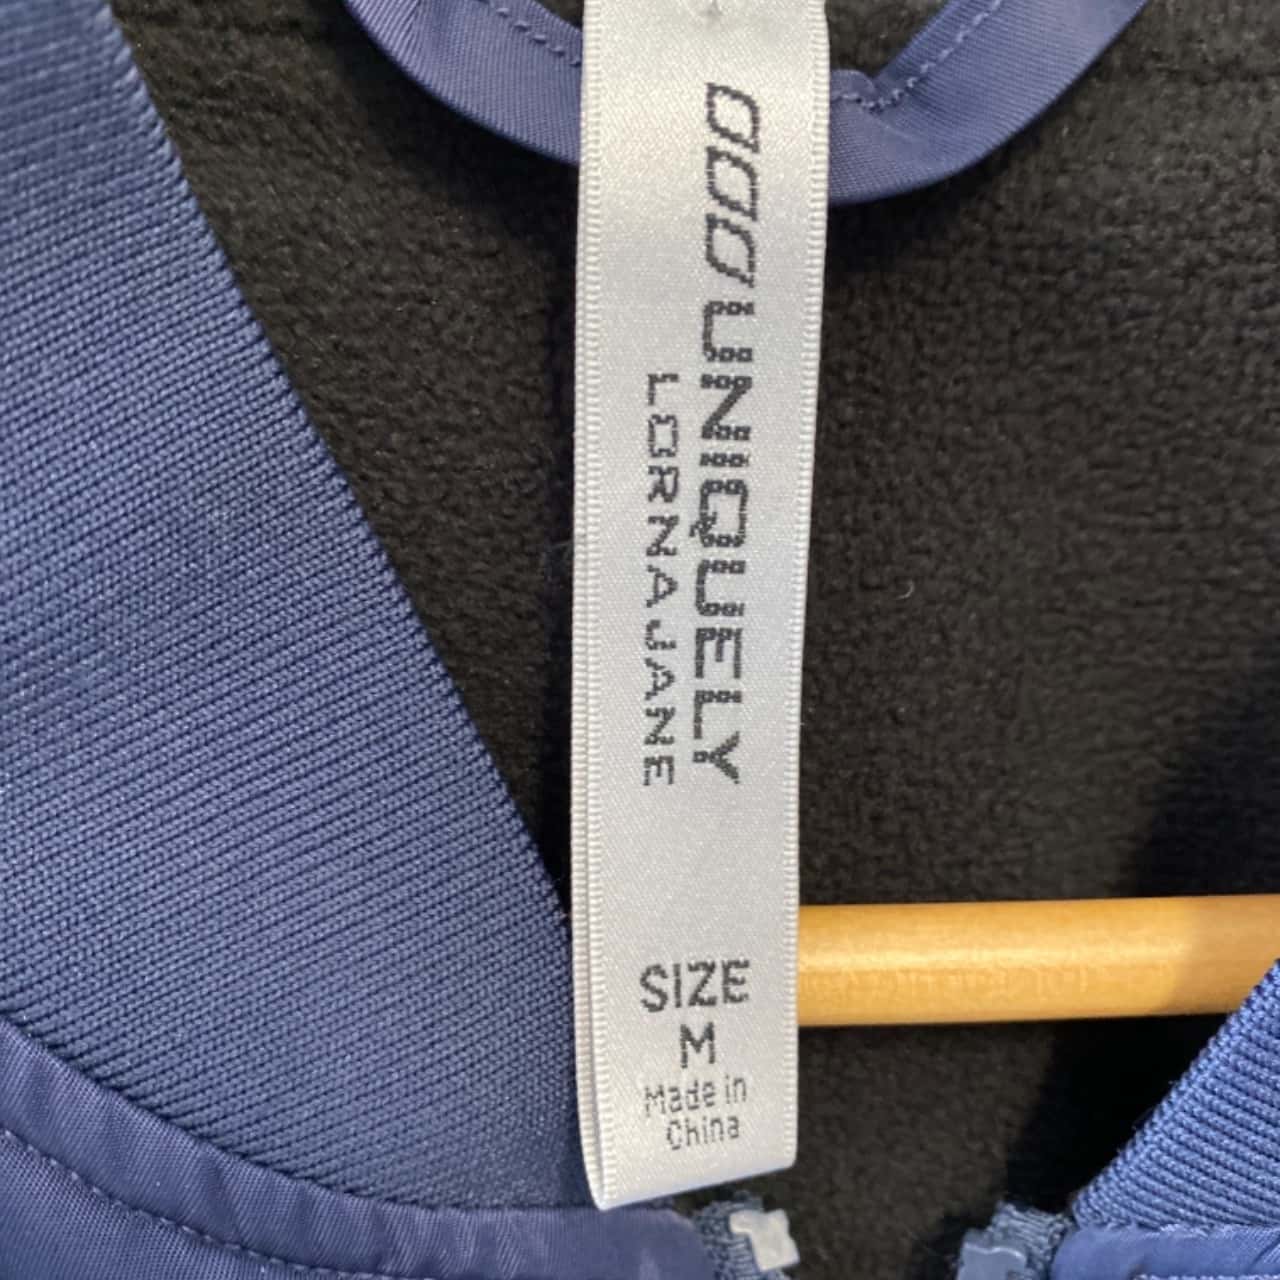 UNIQUELY
LORNA JANE
SIZE
M
Made in
China